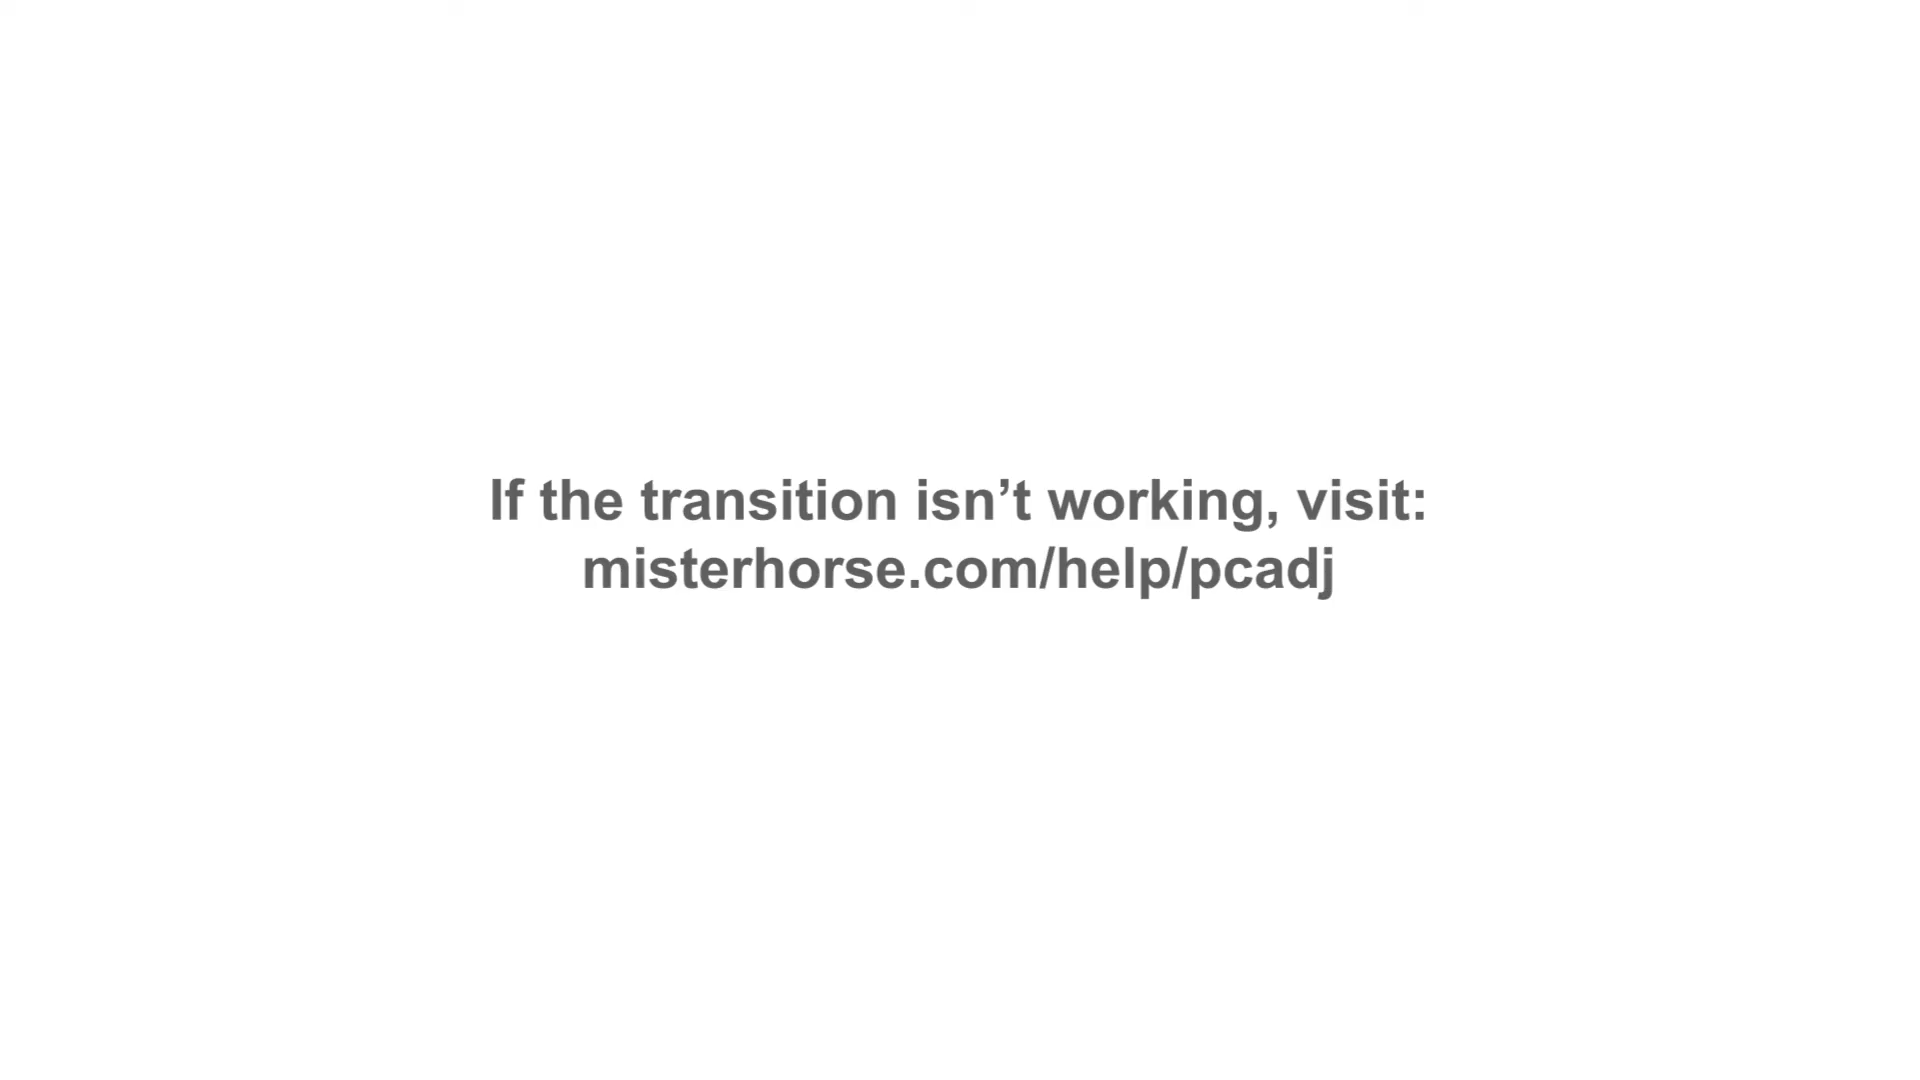 If the transition isn’t working, visit:
misterhorse.com/help/pcadj